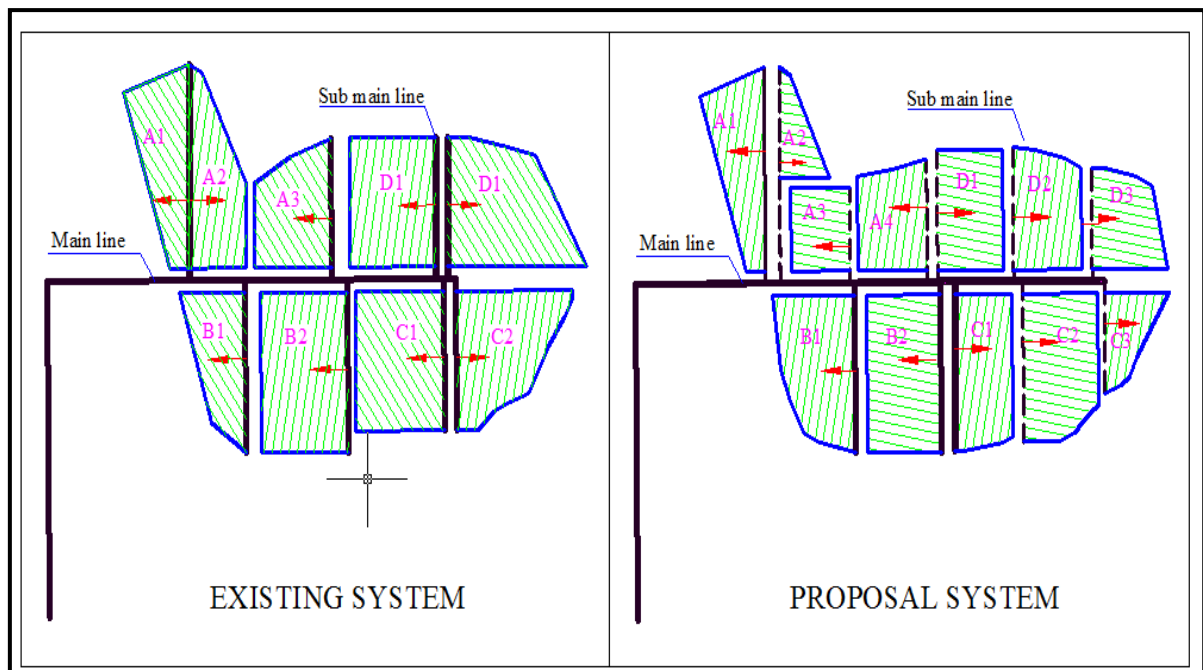 Sub main line
A1
A2
A3
D1
D1
Main line
B1
B2
C1
C2
EXISTING SYSTEM
Sub main line
A1
A2
A3
A4
D1
D2
D3
Main line
B1
B2
C1
C2
C3
PROPOSAL SYSTEM